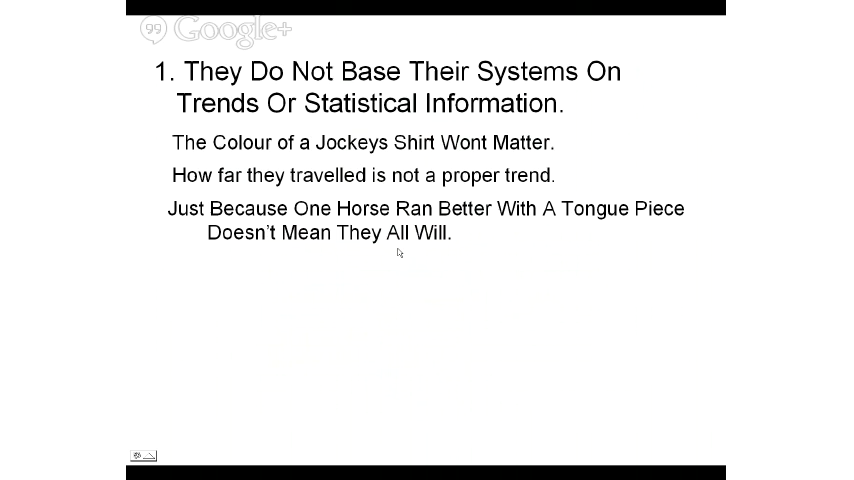 Google+
1. They Do Not Base Their Systems On
Trends Or Statistical Information.
The Colour of a Jockeys Shirt Wont Matter.
How far they travelled is not a proper trend.
Just Because One Horse Ran Better With A Tongue Piece
Doesn't Mean They All Will.